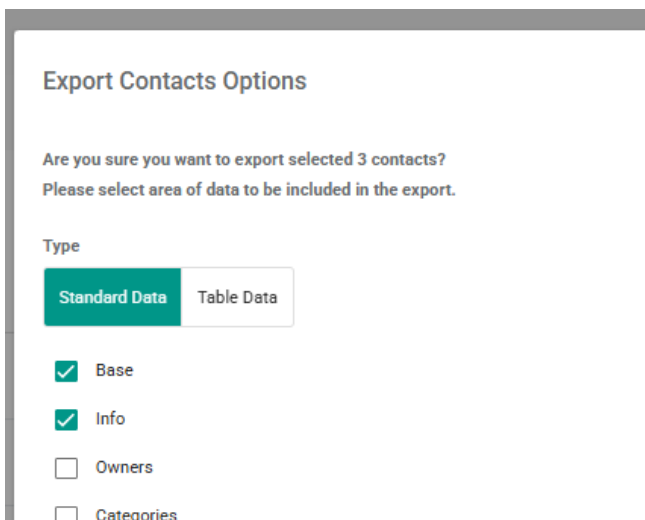 Export Contacts Options
Are you sure you want to export selected 3 contacts?
Please select area of data to be included in the export.
Type
Standard Data Table Data
Base
Info
Owners
Categories